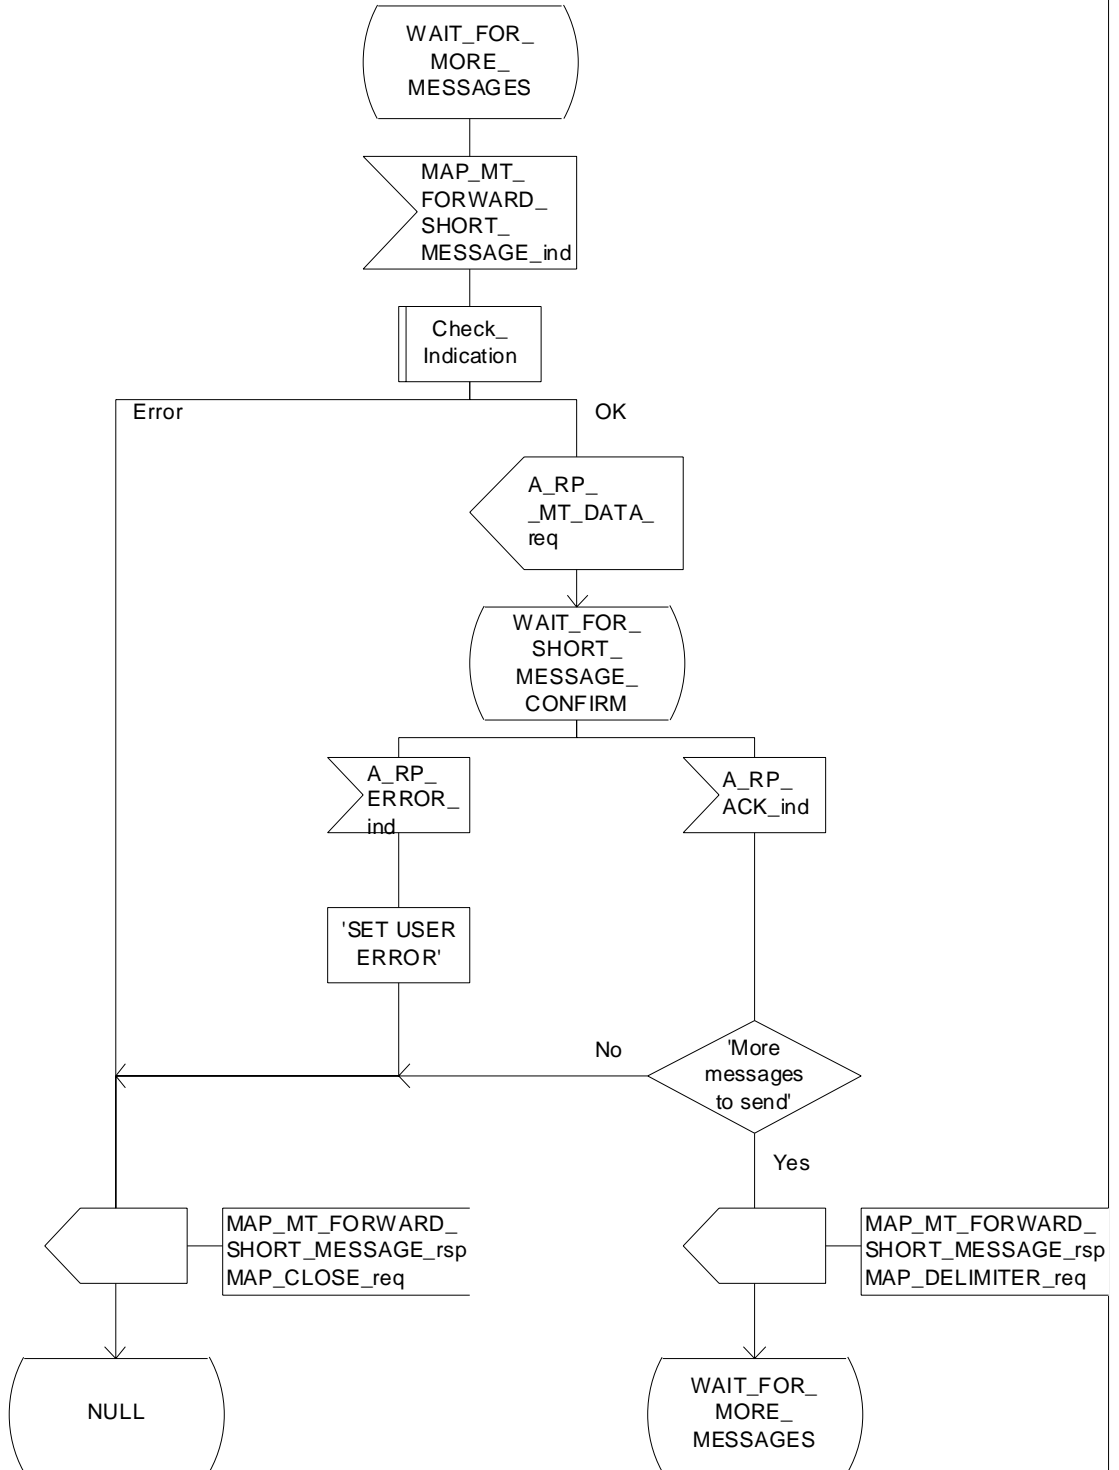 WAIT_FOR_
MORE_
MESSAGES
MAP_MT_
FORWARD_
SHORT_
MESSAGE_ind
Check_
Indication
Error
OK
A_RP_
_MT_DATA_
req
WAIT_FOR_
SHORT_
MESSAGE_
CONFIRM
A_RP_
ERROR_
ind
A_RP_
ACK_ind
'SET USER
ERROR'
No
'More
messages
to send'
Yes
MAP_MT_FORWARD_
SHORT_MESSAGE_rsp
MAP_CLOSE_req
MAP_MT_FORWARD_
SHORT_MESSAGE_rsp
MAP_DELIMITER_req
NULL
WAIT_FOR_
MORE_
MESSAGES